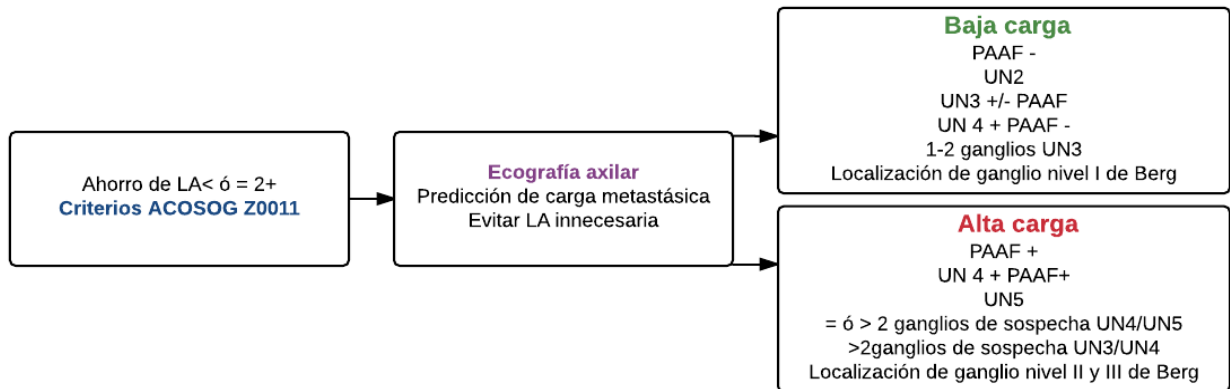 Ahorro de LA< ó = 2+
Criterios ACOSOG Z0011
Ecografía axilar
Predicción de carga metastásica
Evitar LA innecesaria
Baja carga
PAAF -
UN2
UN3 +/- PAAF
UN 4 + PAAF -
1-2 ganglios UN3
Localización de ganglio nivel I de Berg
Alta carga
PAAF +
UN 4 + PAAF+
UN5
= ó > 2 ganglios de sospecha UN4/UN5
>2ganglios de sospecha UN3/UN4
Localización de ganglio nivel II y III de Berg